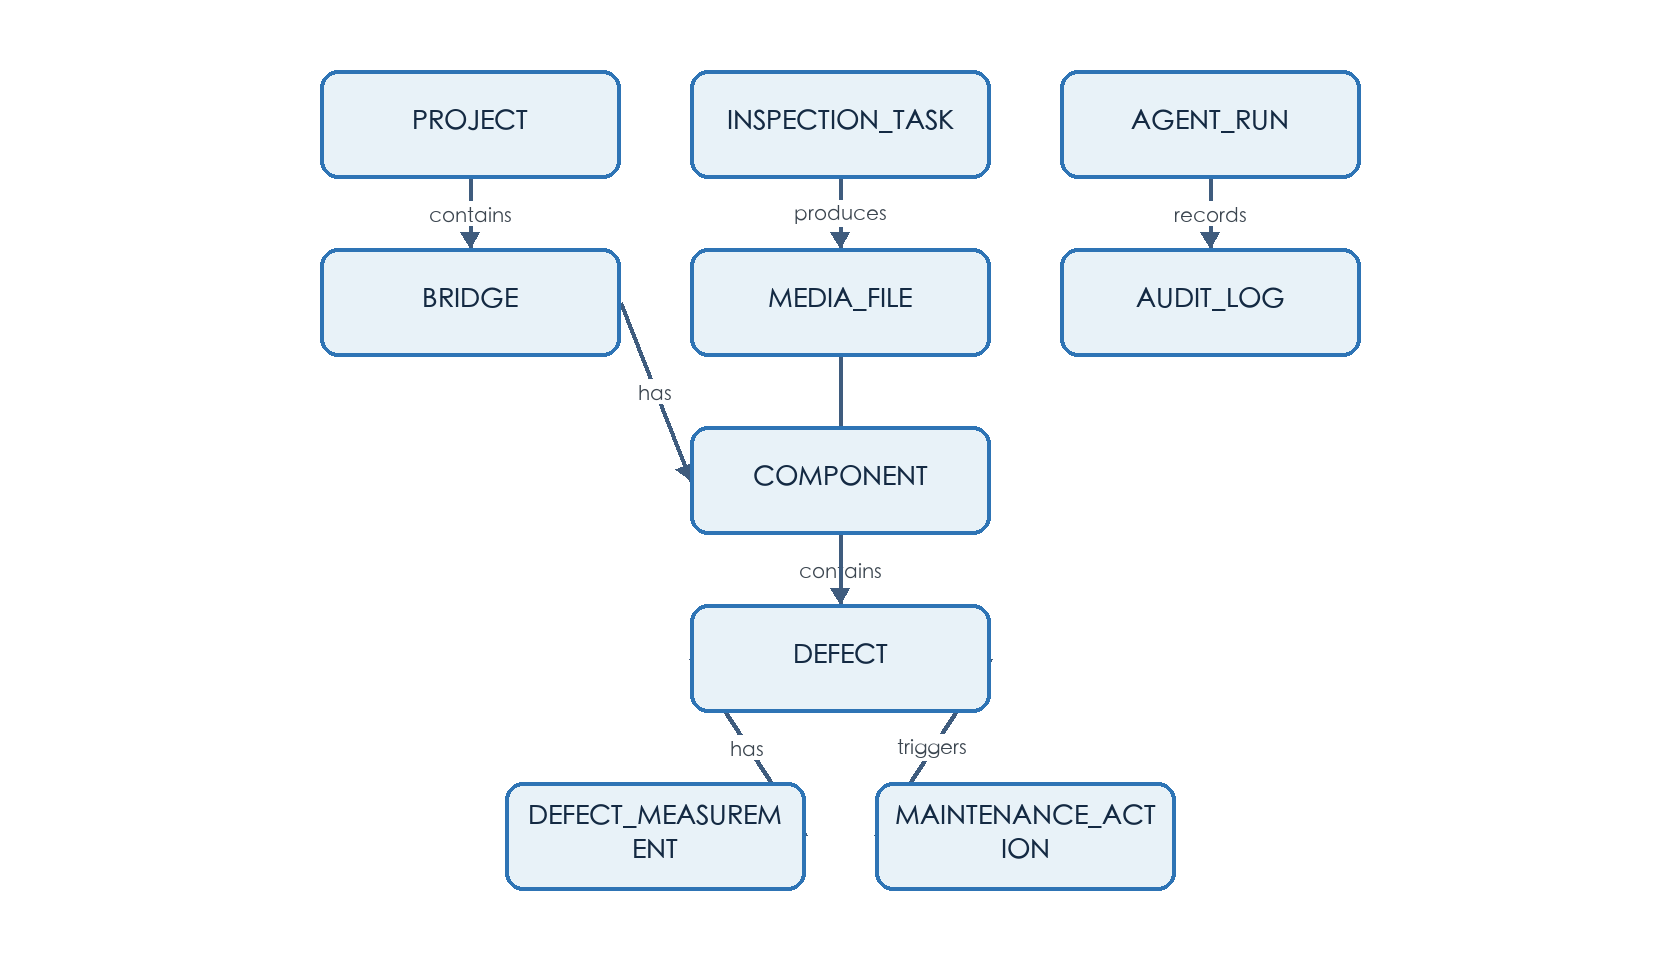 PROJECT
INSPECTION_TASK
AGENT_RUN
contains
produces
records
BRIDGE
MEDIA_FILE
AUDIT_LOG
has
COMPONENT
contains
DEFECT
has
triggers
DEFECT_MEASUREM
ENT
MAINTENANCE_ACT
ION